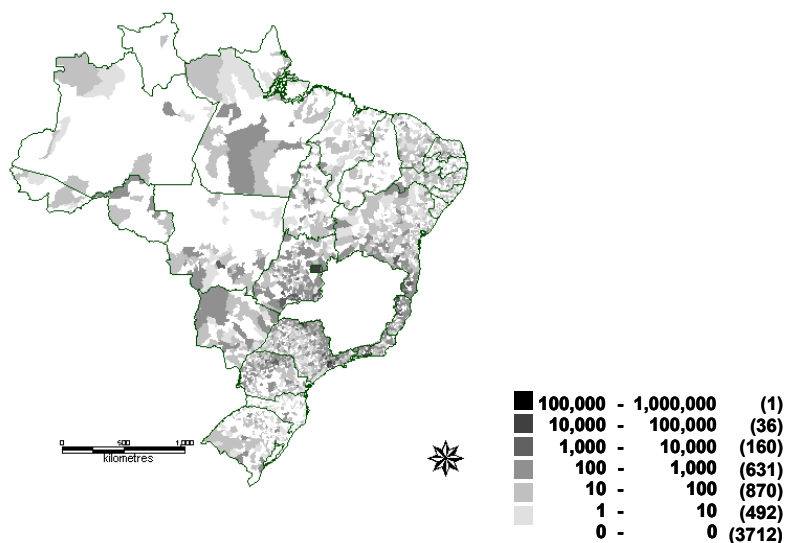 0 500 1,000
kilometres
100,000 - 1,000,000 (1)
10,000 - 100,000 (36)
1,000 - 10,000 (160)
100 - 1,000 (631)
10 - 100 (870)
1 - 10 (492)
0 - 0 (3712)